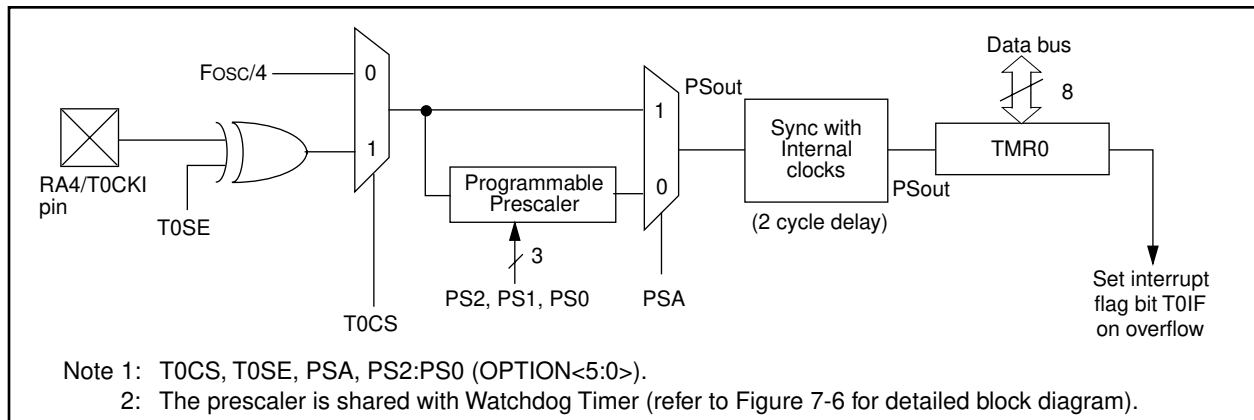 Data bus
8
FOSC/4
0
1
PSout
1
0
Sync with
Internal
clocks
TMR0
RA4/T0CKI
pin
T0SE
Programmable
Prescaler
PSout
(2 cycle delay)
3
PS2, PS1, PS0
PSA
T0CS
Set interrupt
flag bit T0IF
on overflow
Note 1: T0CS, T0SE, PSA, PS2:PS0 (OPTION<5:0>).
2: The prescaler is shared with Watchdog Timer (refer to Figure 7-6 for detailed block diagram).